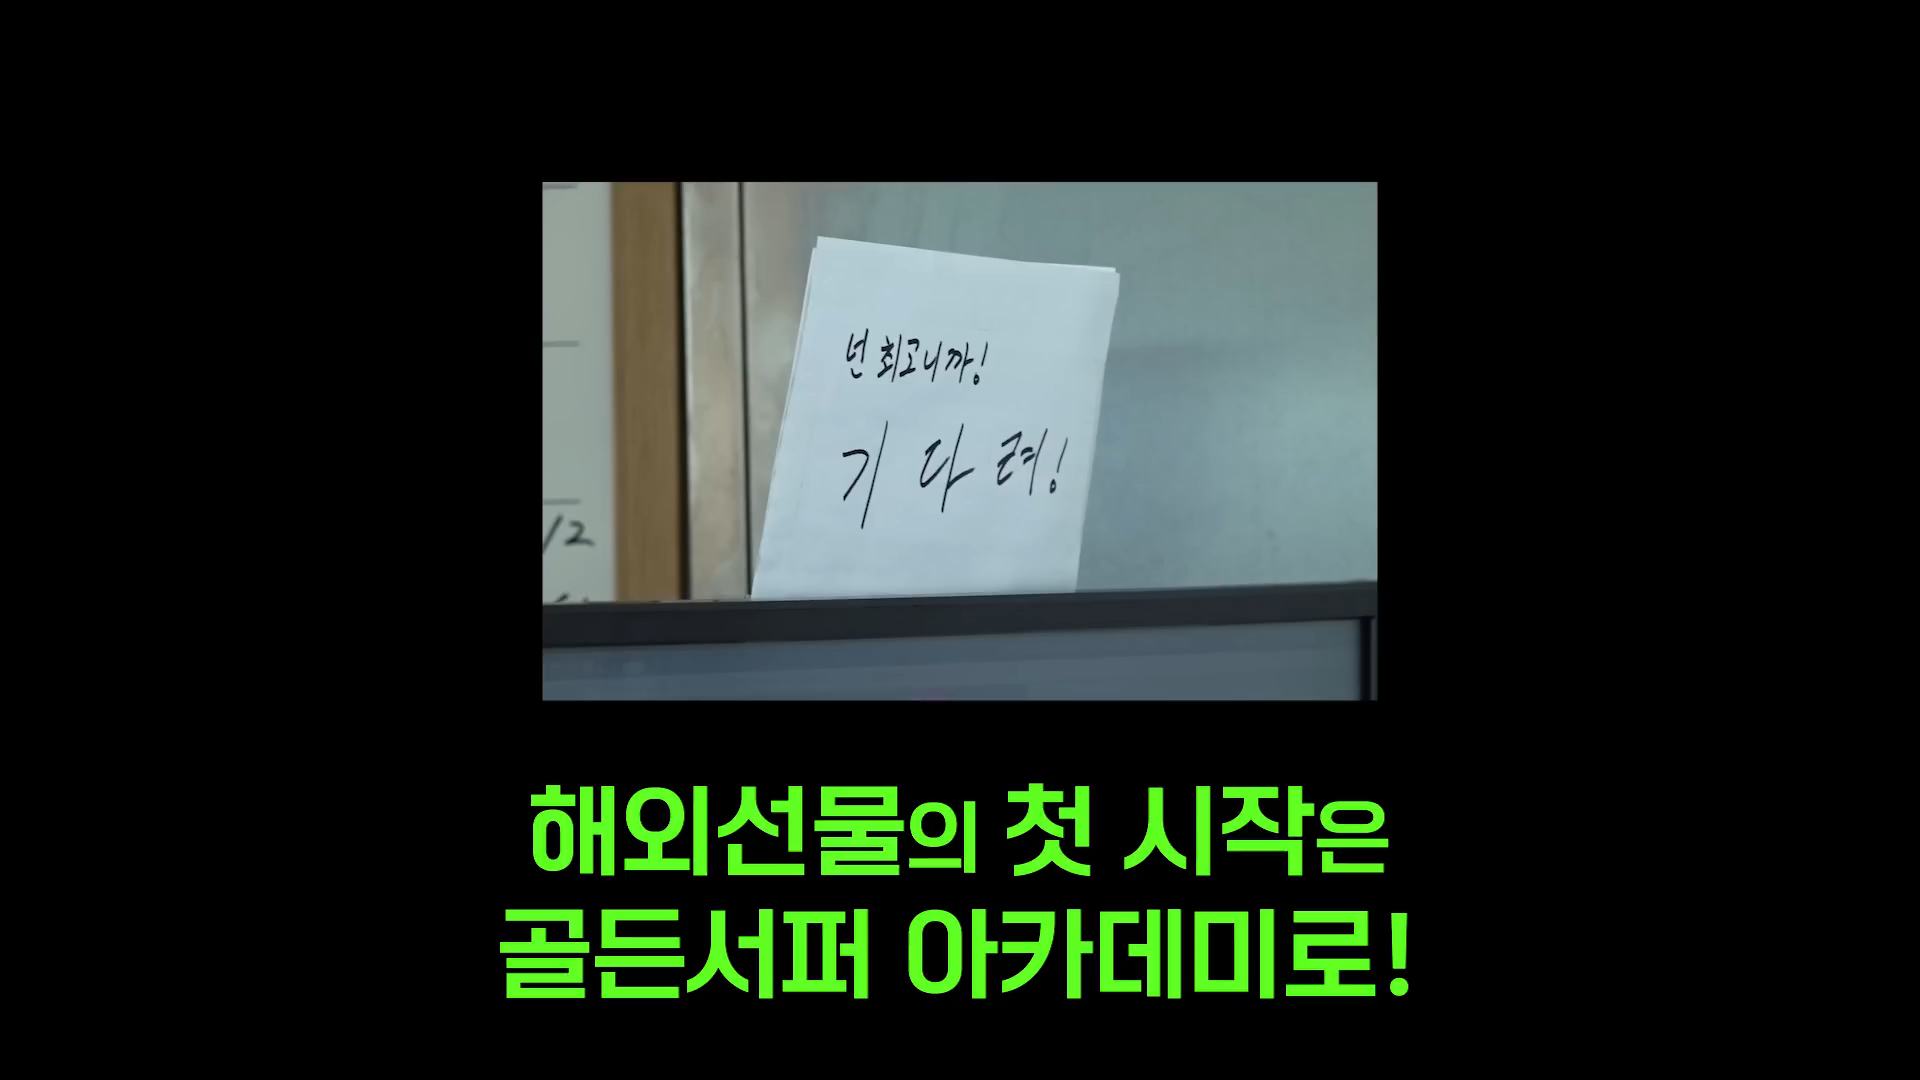 넌 최고니까!
기다려!
/2
해외선물의 첫 시작은
골든서퍼 아카데미로!